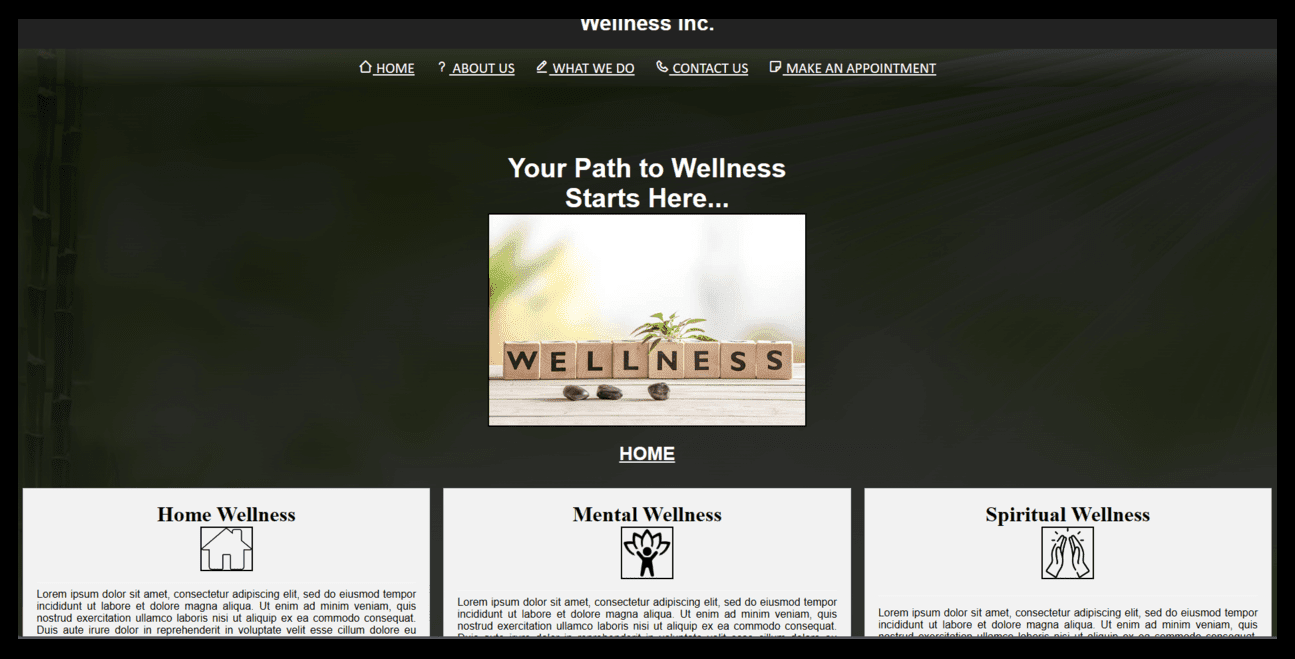 Wellness Inc.
HOME ? ABOUT US WHAT WE DO CONTACT US MAKE AN APPOINTMENT
Your Path to Wellness
Starts Here...
WELLNESS
HOME
Home Wellness
Lorem ipsum dolor sit amet, consectetur adipiscing elit, sed do eiusmod tempor
incididunt ut labore et dolore magna aliqua. Ut enim ad minim veniam, quis
nostrud exercitation ullamco laboris nisi ut aliquip ex ea commodo consequat.
Duis aute irure dolor in reprehenderit in voluptate velit esse cillum dolore eu
Mental Wellness
Lorem ipsum dolor sit amet, consectetur adipiscing elit, sed do eiusmod tempor
incididunt ut labore et dolore magna aliqua. Ut enim ad minim veniam, quis
nostrud exercitation ullamco laboris nisi ut aliquip ex ea commodo consequat.
Spiritual Wellness
Lorem ipsum dolor sit amet, consectetur adipiscing elit, sed do eiusmod tempor
incididunt ut labore et dolore magna aliqua. Ut enim ad minim veniam, quis